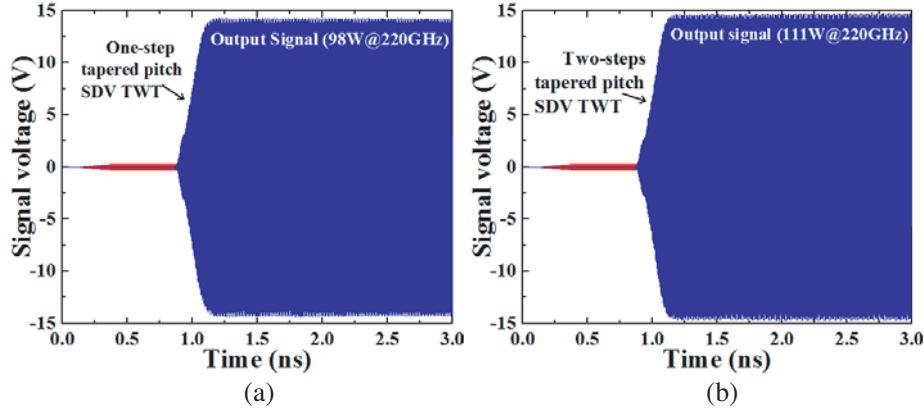 15
10
5
0
-5
-10
-15
Signal voltage (V)
One-step
tapered pitch
SDV TWT
Output Signal (98W@220GHz)
0.0 0.5 1.0 1.5 2.0 2.5 3.0
Time (ns)
(a)
15
10
5
0
-5
-10
-15
Signal voltage (V)
Two-steps
tapered pitch
SDV TWT
Output signal (111W@220GHz)
0.0 0.5 1.0 1.5 2.0 2.5 3.0
Time (ns)
(b)